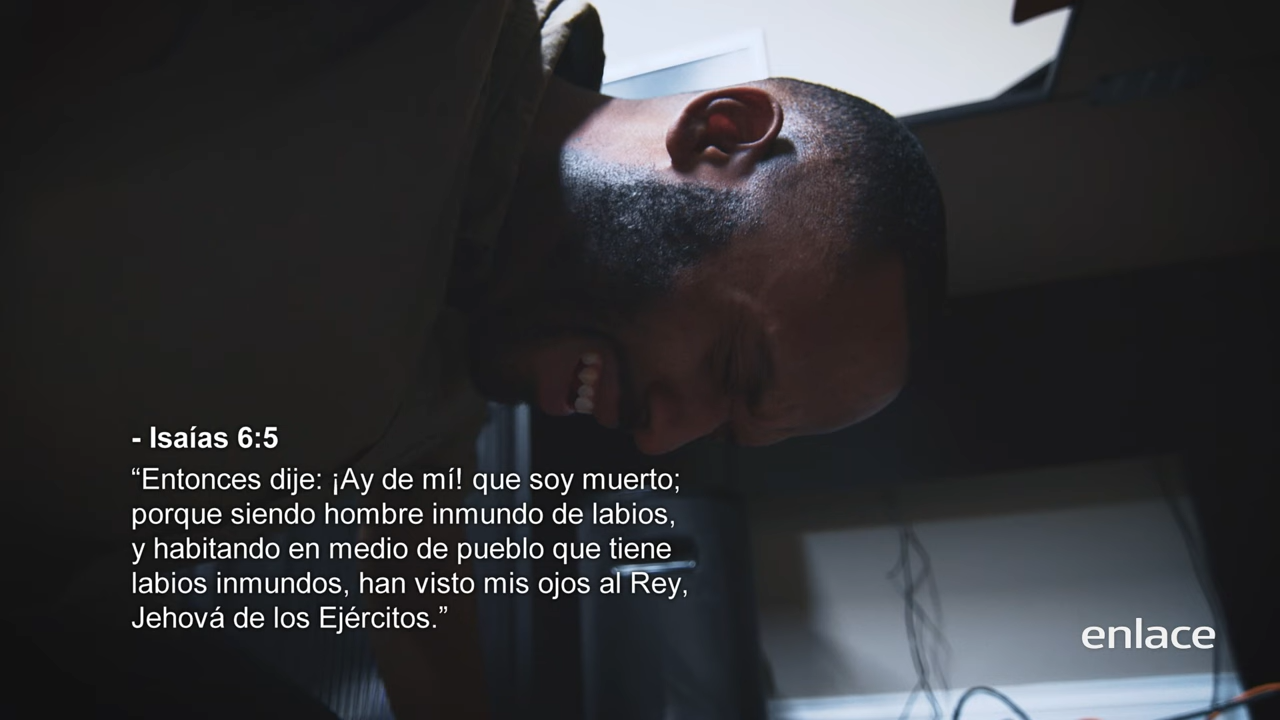 - Isaías 6:5
“Entonces dije: ¡Ay de mí! que soy muerto;
porque siendo hombre inmundo de labios,
y habitando en medio de pueblo que tiene
labios inmundos, han visto mis ojos al Rey,
Jehová de los Ejércitos.”
enlace